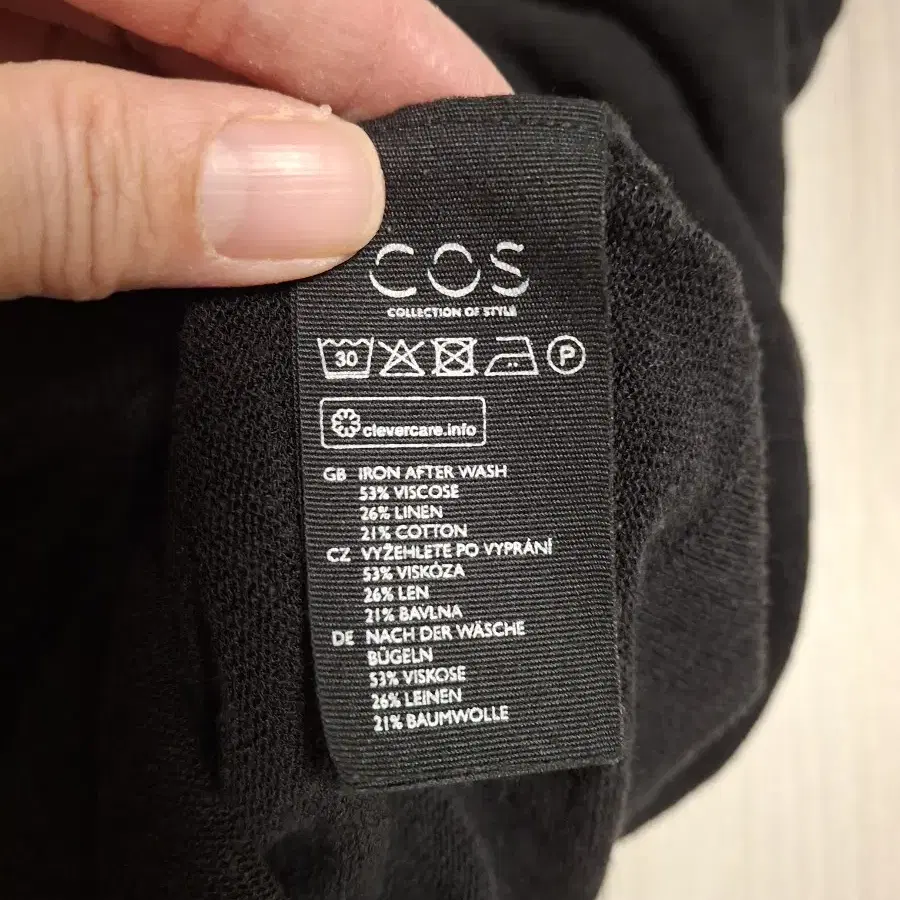 COS
COLLECTION OF STYLE
30 P
clevercare.info
GB IRON AFTER WASH
53% VISCOSE
26% LINEN
21% COTTON
CZ VYŽEHLETE PO VYPRÁNÍ
53% VISKÓZA
26% LEN
21% BAVLNA
DE NACH DER WÄSCHE
BÜGELN
53% VISKOSE
26% LEINEN
21% BAUMWOLLE